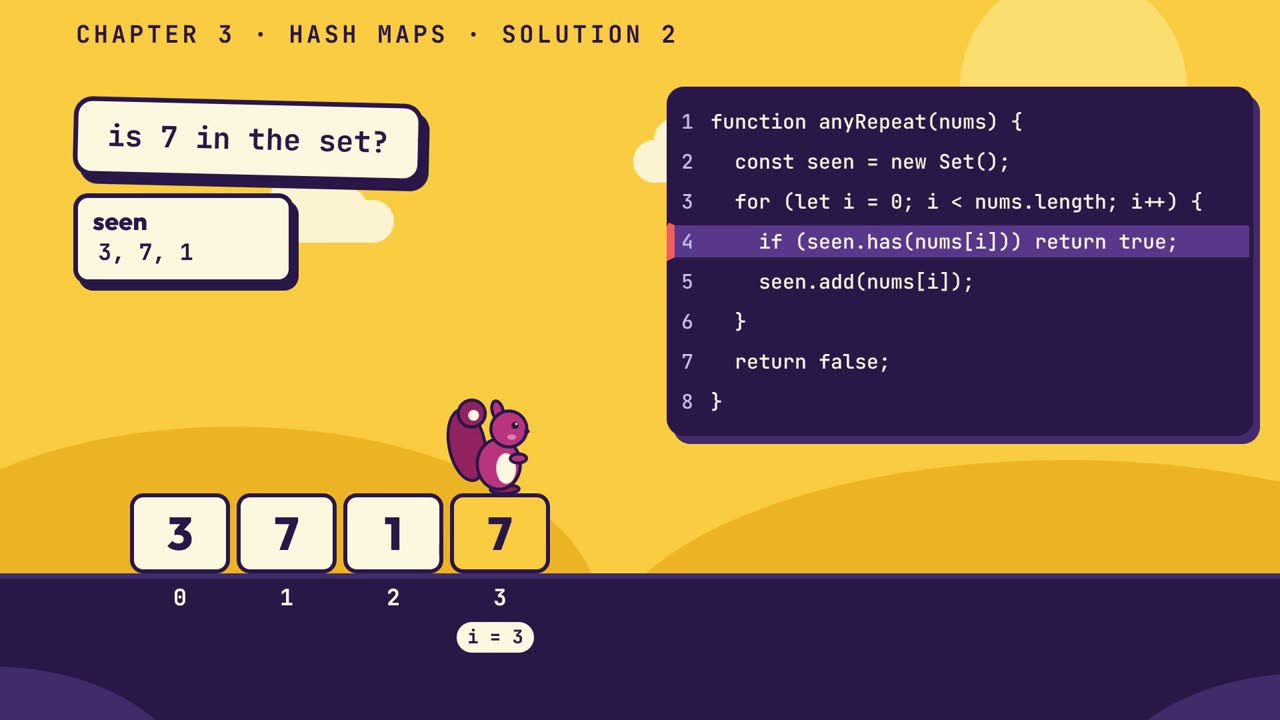 CHAPTER 3 · HASH MAPS · SOLUTION 2
is 7 in the set?
seen
3, 7, 1
1 function anyRepeat(nums) {
2 const seen = new Set();
3 for (let i = 0; i < nums.length; i++) {
4 if (seen.has(nums[i])) return true;
5 seen.add(nums[i]);
6 }
7 return false;
8 }
3 7 1 7
0 1 2 3
i = 3